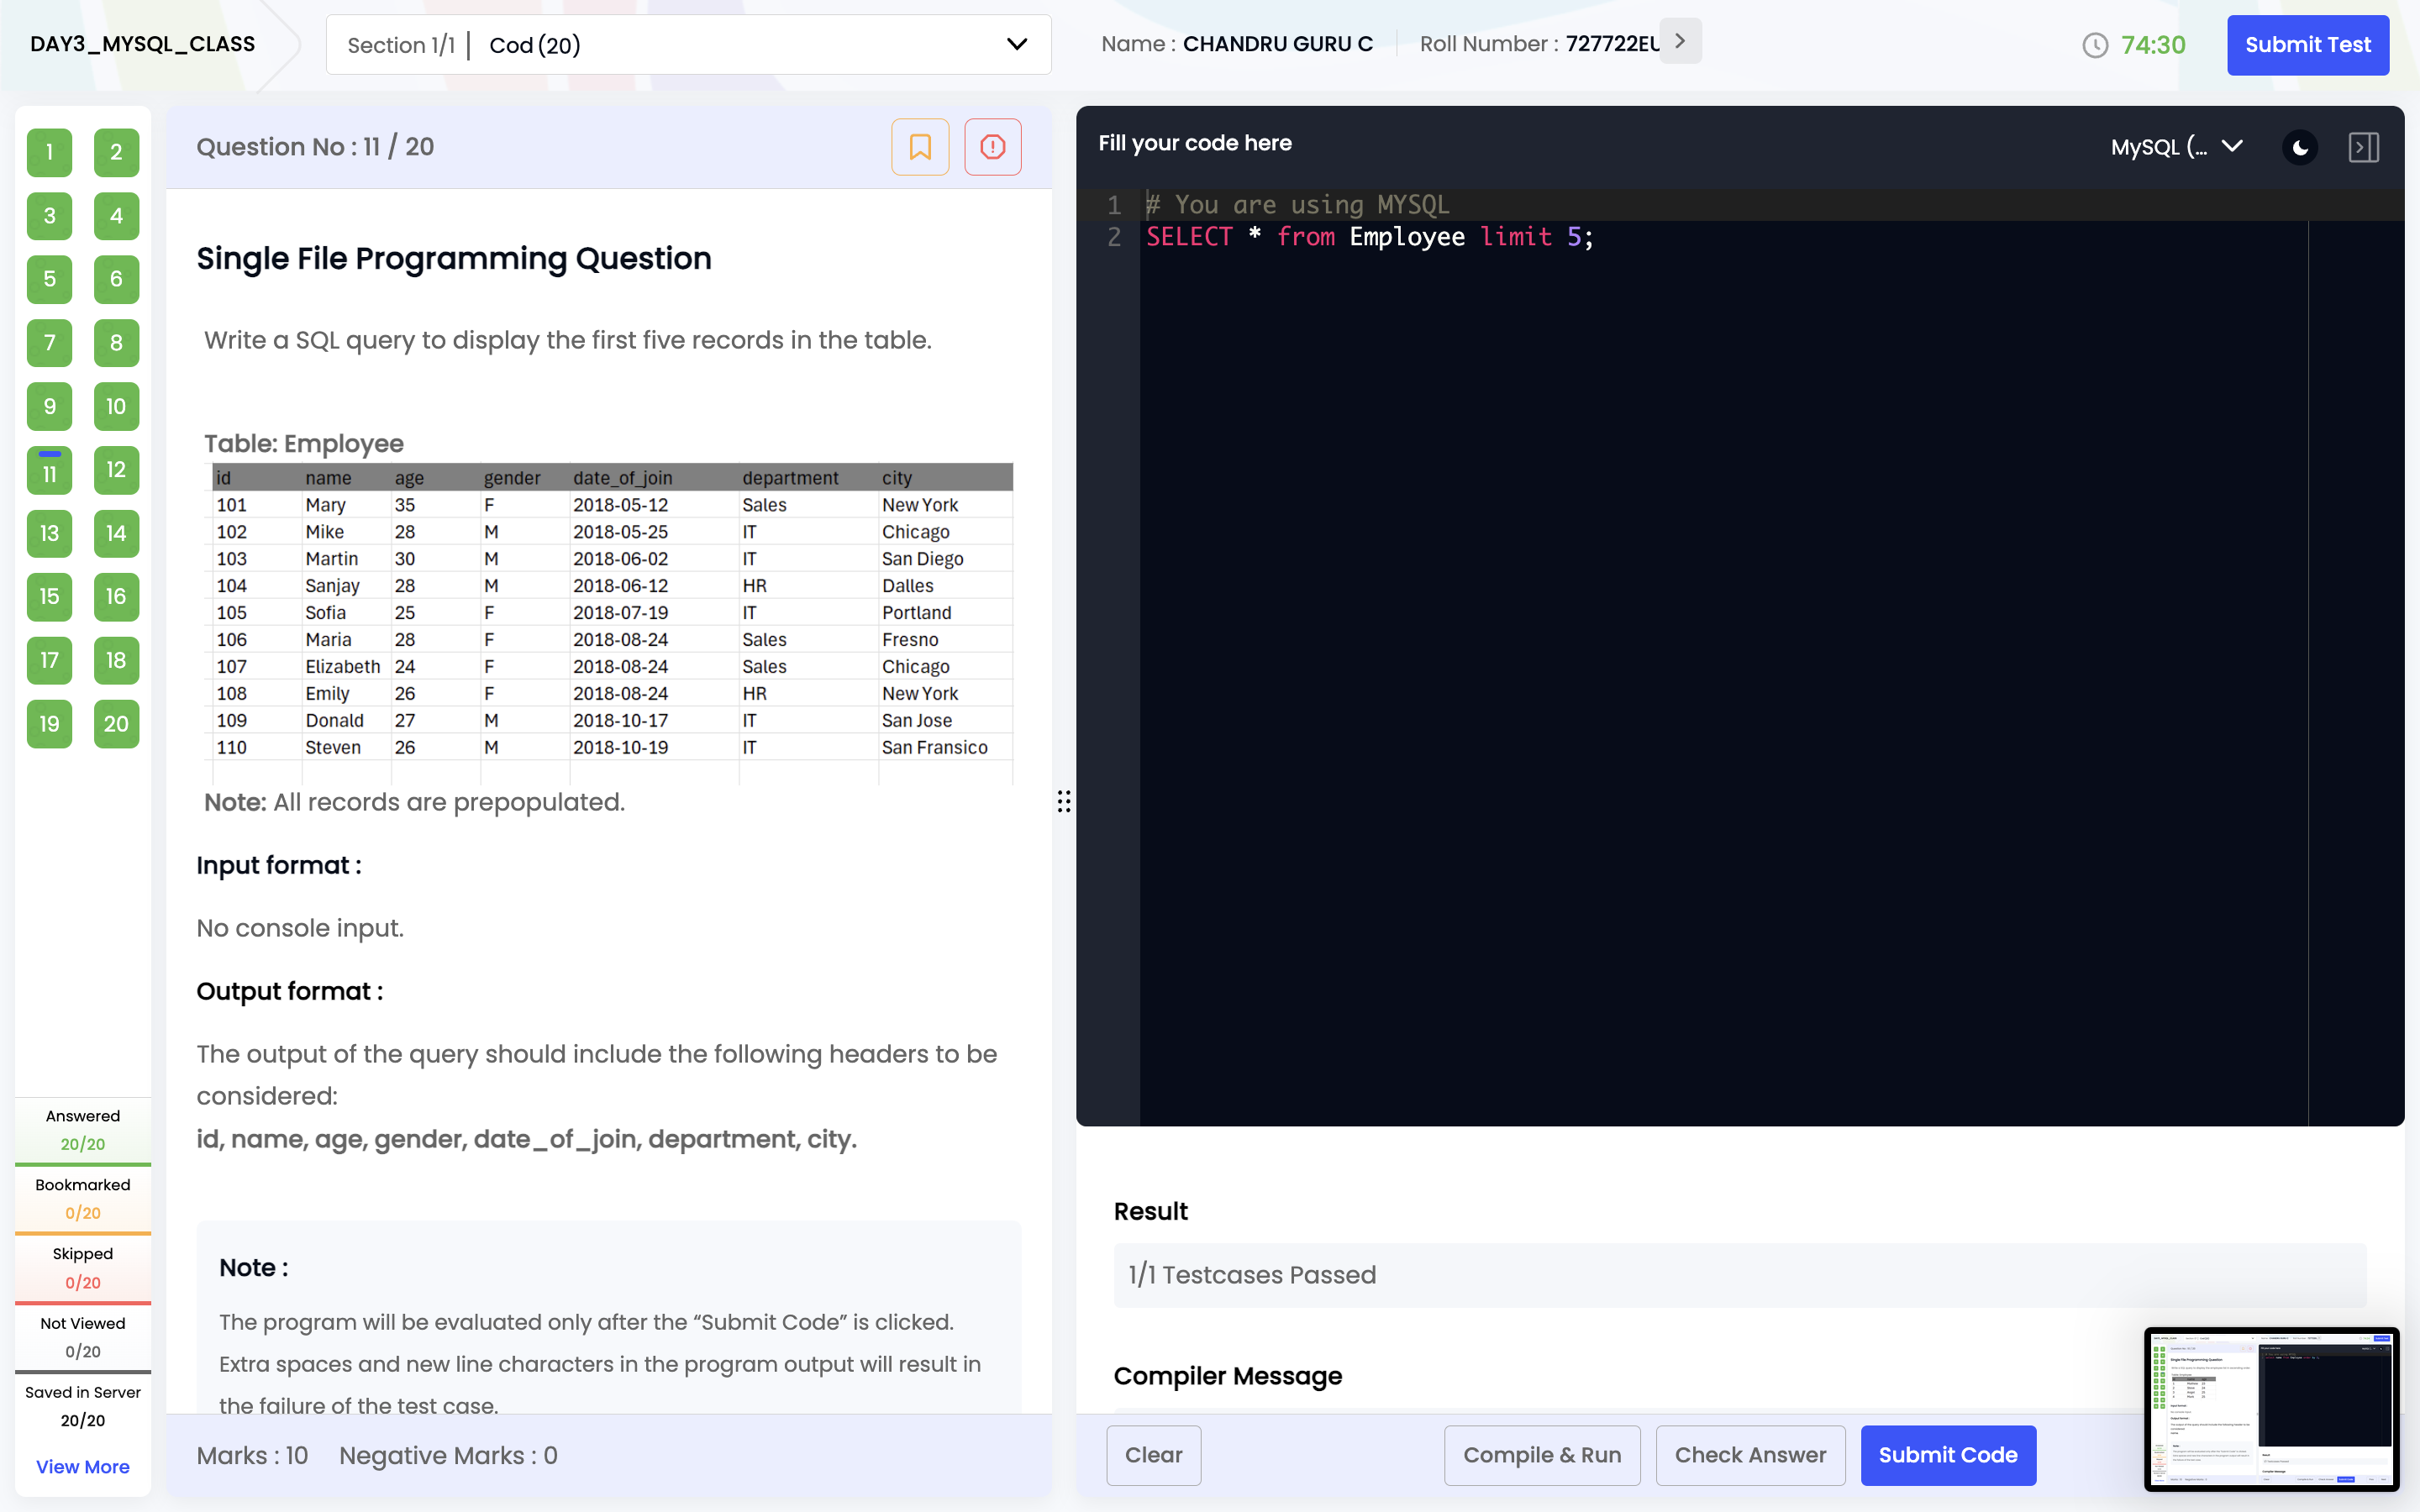 DAY3_MYSQL_CLASS
Section 1/1 | Cod (20)
Name : CHANDRU GURU C
Roll Number : 727722EU
74:30
Submit Test
1 2
3 4
5 6
7 8
9 10
11 12
13 14
15 16
17 18
19 20
Answered
20/20
Bookmarked
0/20
Skipped
0/20
Not Viewed
0/20
Saved in Server
20/20
View More
Question No : 11 / 20
Single File Programming Question
Write a SQL query to display the first five records in the table.
Table: Employee
id name age gender date_of_join department city
101 Mary 35 F 2018-05-12 Sales New York
102 Mike 28 M 2018-05-25 IT Chicago
103 Martin 30 M 2018-06-02 IT San Diego
104 Sanjay 28 M 2018-06-12 HR Dalles
105 Sofia 25 F 2018-07-19 IT Portland
106 Maria 28 F 2018-08-24 Sales Fresno
107 Elizabeth 24 F 2018-08-24 Sales Chicago
108 Emily 26 F 2018-08-24 HR New York
109 Donald 27 M 2018-10-17 IT San Jose
110 Steven 26 M 2018-10-19 IT San Fransico
Note: All records are prepopulated.
Input format :
No console input.
Output format :
The output of the query should include the following headers to be
considered:
id, name, age, gender, date_of_join, department, city.
Note :
The program will be evaluated only after the “Submit Code” is clicked.
Extra spaces and new line characters in the program output will result in
the failure of the test case.
Marks : 10 Negative Marks : 0
Fill your code here
MySQL (...
1 # You are using MYSQL
2 SELECT * from Employee limit 5;
Result
1/1 Testcases Passed
Compiler Message
Clear
Compile & Run
Check Answer
Submit Code